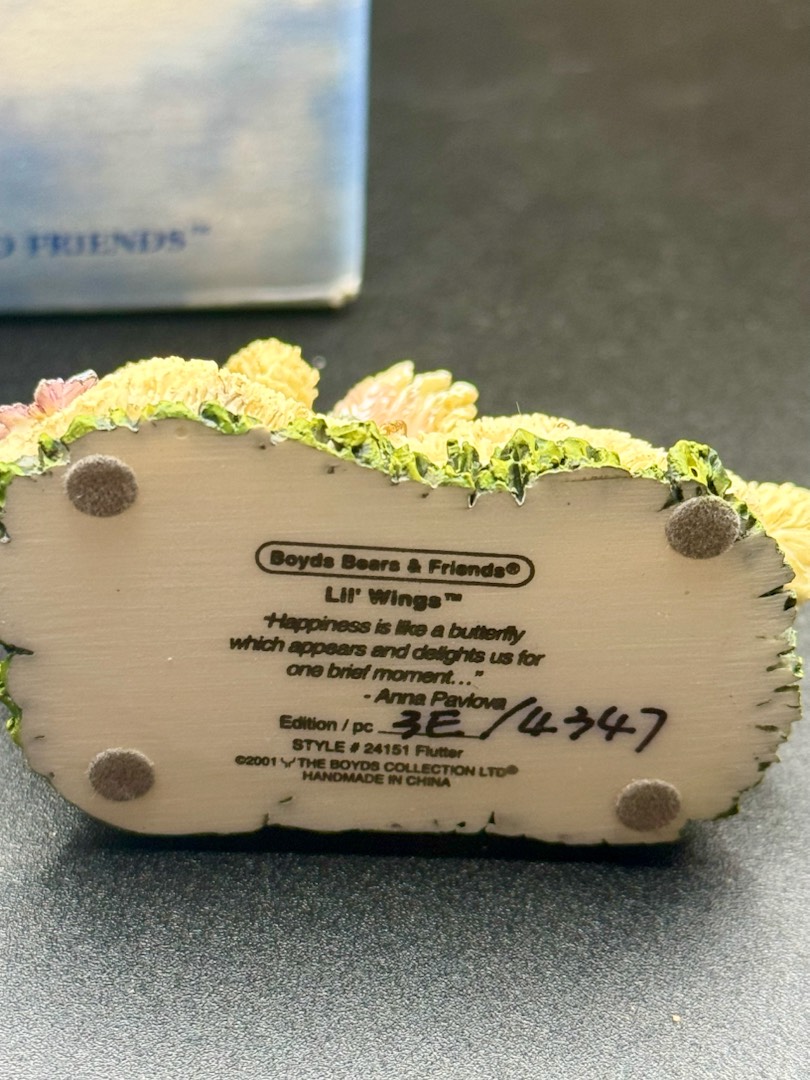 FRIENDS™
Boyds Bears & Friends®
Lil' Wings™
"Happiness is like a butterfly
which appears and delights us for
one brief moment..."
- Anna Pavlova
Edition / pc 3E / 4347
STYLE # 24151 Flutter
©2001 THE BOYDS COLLECTION LTD®
HANDMADE IN CHINA